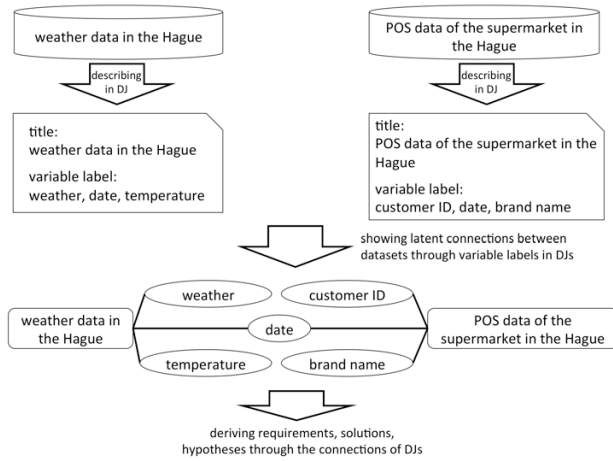 weather data in the Hague
POS data of the supermarket in
the Hague
describing
in DJ
describing
in DJ
title:
weather data in the Hague
variable label:
weather, date, temperature
title:
POS data of the supermarket in the
Hague
variable label:
customer ID, date, brand name
showing latent connections between
datasets through variable labels in DJs
weather
customer ID
weather data in
the Hague
date
POS data of the
supermarket in the Hague
temperature
brand name
deriving requirements, solutions,
hypotheses through the connections of DJs